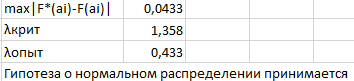 max|F*(ai)-F(ai)| 0,0433
λкрит 1,358
λопыт 0,433
Гипотеза о нормальном распределении принимается